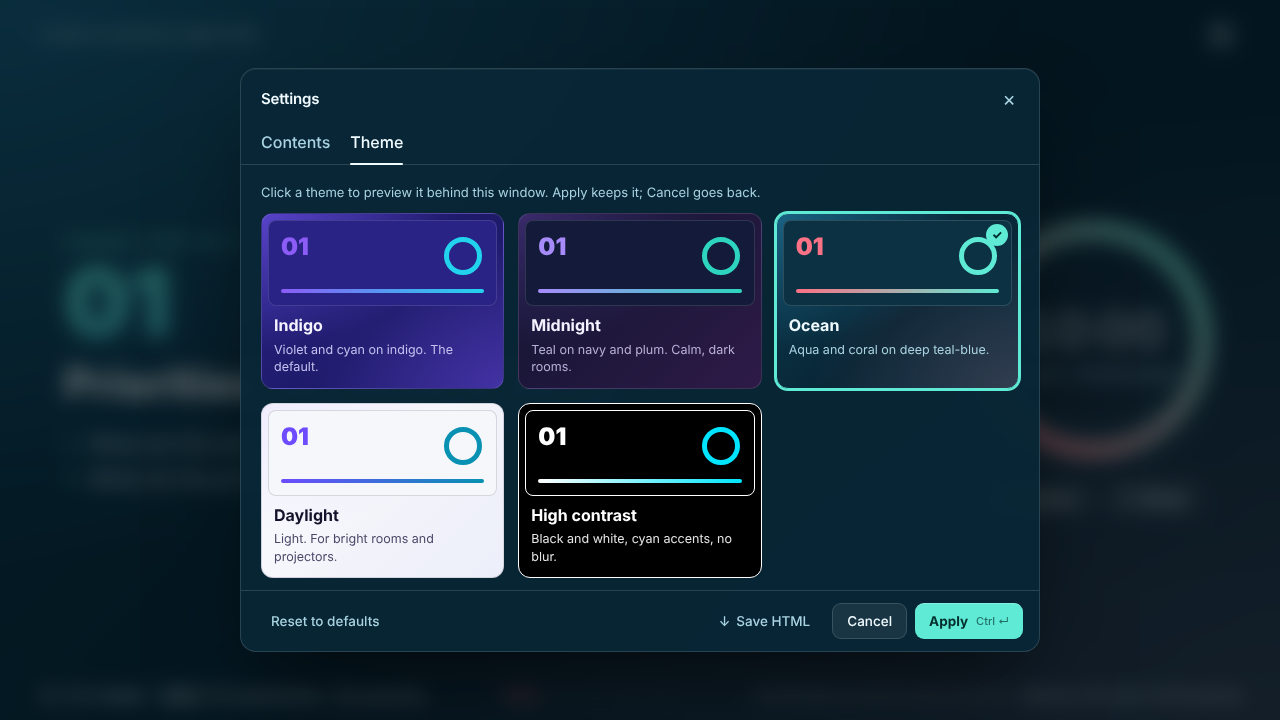 Settings
Contents Theme
Click a theme to preview it behind this window. Apply keeps it; Cancel goes back.
01
Indigo
Violet and cyan on indigo. The
default.
01
Midnight
Teal on navy and plum. Calm, dark
rooms.
01
Ocean
Aqua and coral on deep teal-blue.
01
Daylight
Light. For bright rooms and
projectors.
01
High contrast
Black and white, cyan accents, no
blur.
Reset to defaults
↓ Save HTML
Cancel
Apply Ctrl ↵
01